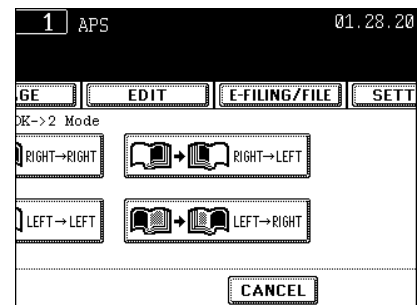 1 APS 01.28.20
.GE EDIT E-FILING/FILE SETT
OK->2 Mode
RIGHT→RIGHT RIGHT→LEFT
LEFT→LEFT LEFT→RIGHT
CANCEL